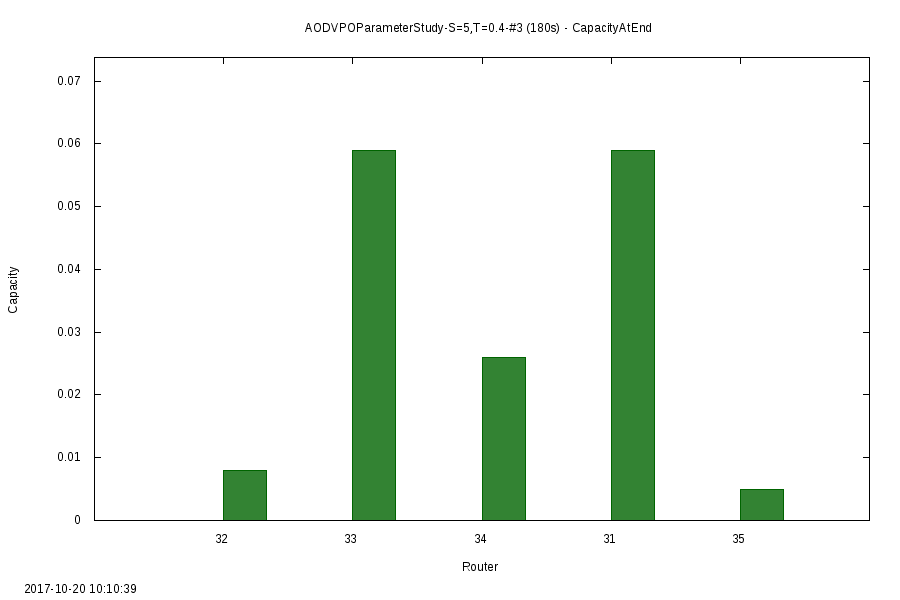 AODVPOParameterStudy-S=5,T=0.4-#3 (180s) - CapacityAtEnd
0.07
0.06
0.05
0.04
0.03
0.02
0.01
0
Capacity
32 33 34 31 35
Router
2017-10-20 10:10:39